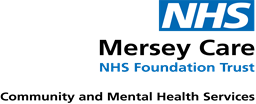 NHS
Mersey Care
NHS Foundation Trust
Community and Mental Health Services